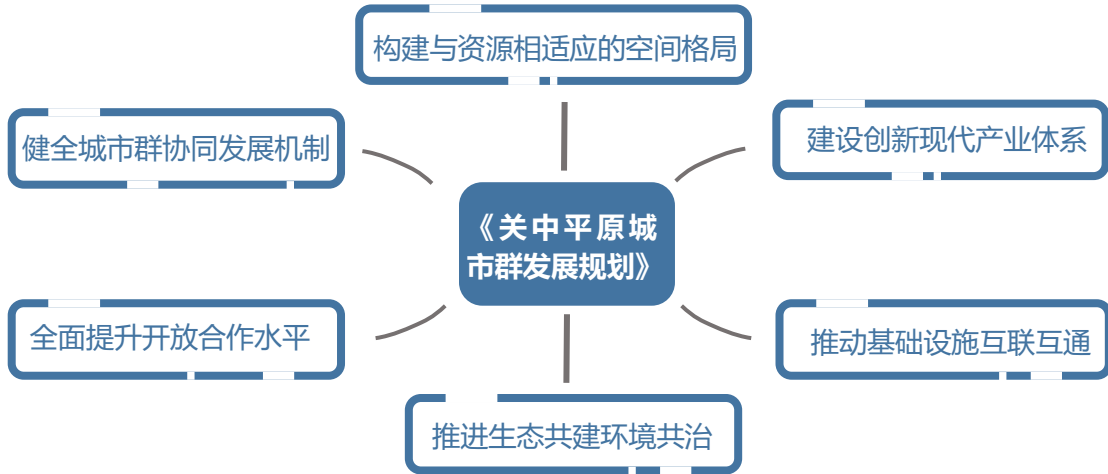 构建与资源相适应的空间格局
健全城市群协同发展机制
建设创新现代产业体系
《关中平原城
市群发展规划》
全面提升开放合作水平
推动基础设施互联互通
推进生态共建环境共治